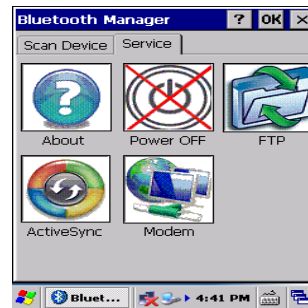 Bluetooth Manager ? OK ×
Scan Device Service
About Power OFF FTP
ActiveSync Modem
Bluet... 4:41 PM